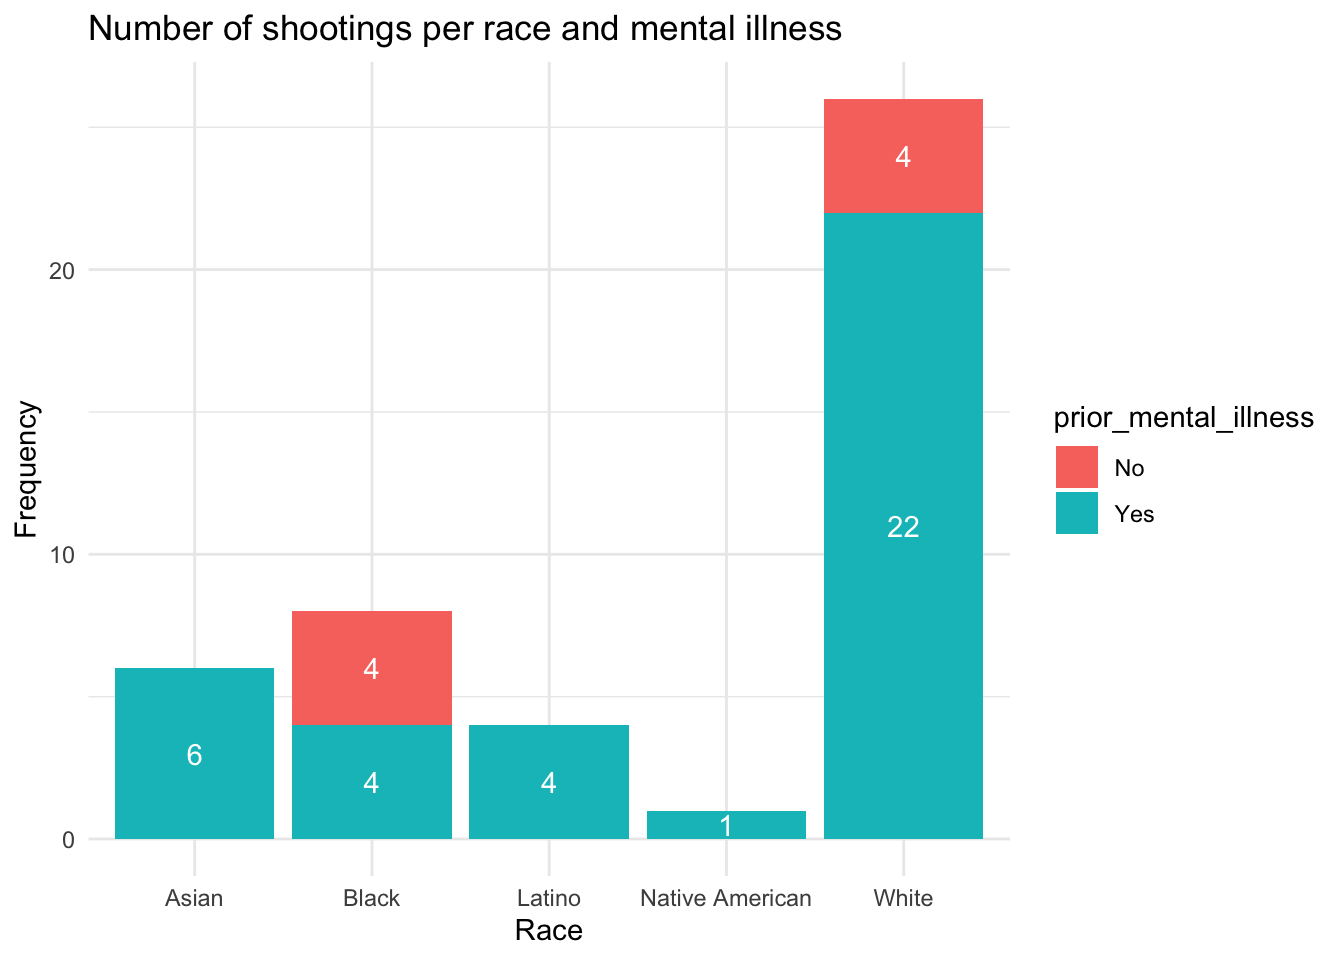 Number of shootings per race and mental illness
4
20
22
10
4
6
4
4
1
0
Asian
Black
Latino
Native American
White
Race
Frequency
prior_mental_illness
No
Yes